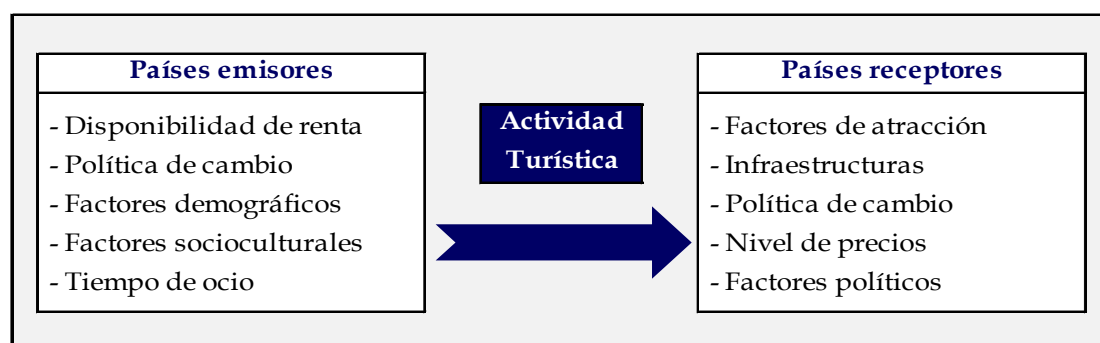 Países emisores
- Disponibilidad de renta
- Política de cambio
- Factores demográficos
- Factores socioculturales
- Tiempo de ocio
Actividad
Turística
Países receptores
- Factores de atracción
- Infraestructuras
- Política de cambio
- Nivel de precios
- Factores políticos